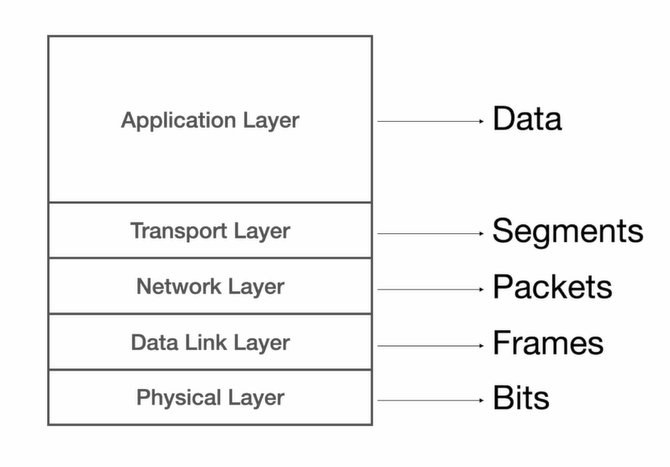 Application Layer
Data
Transport Layer
Segments
Network Layer
Packets
Data Link Layer
Frames
Physical Layer
Bits